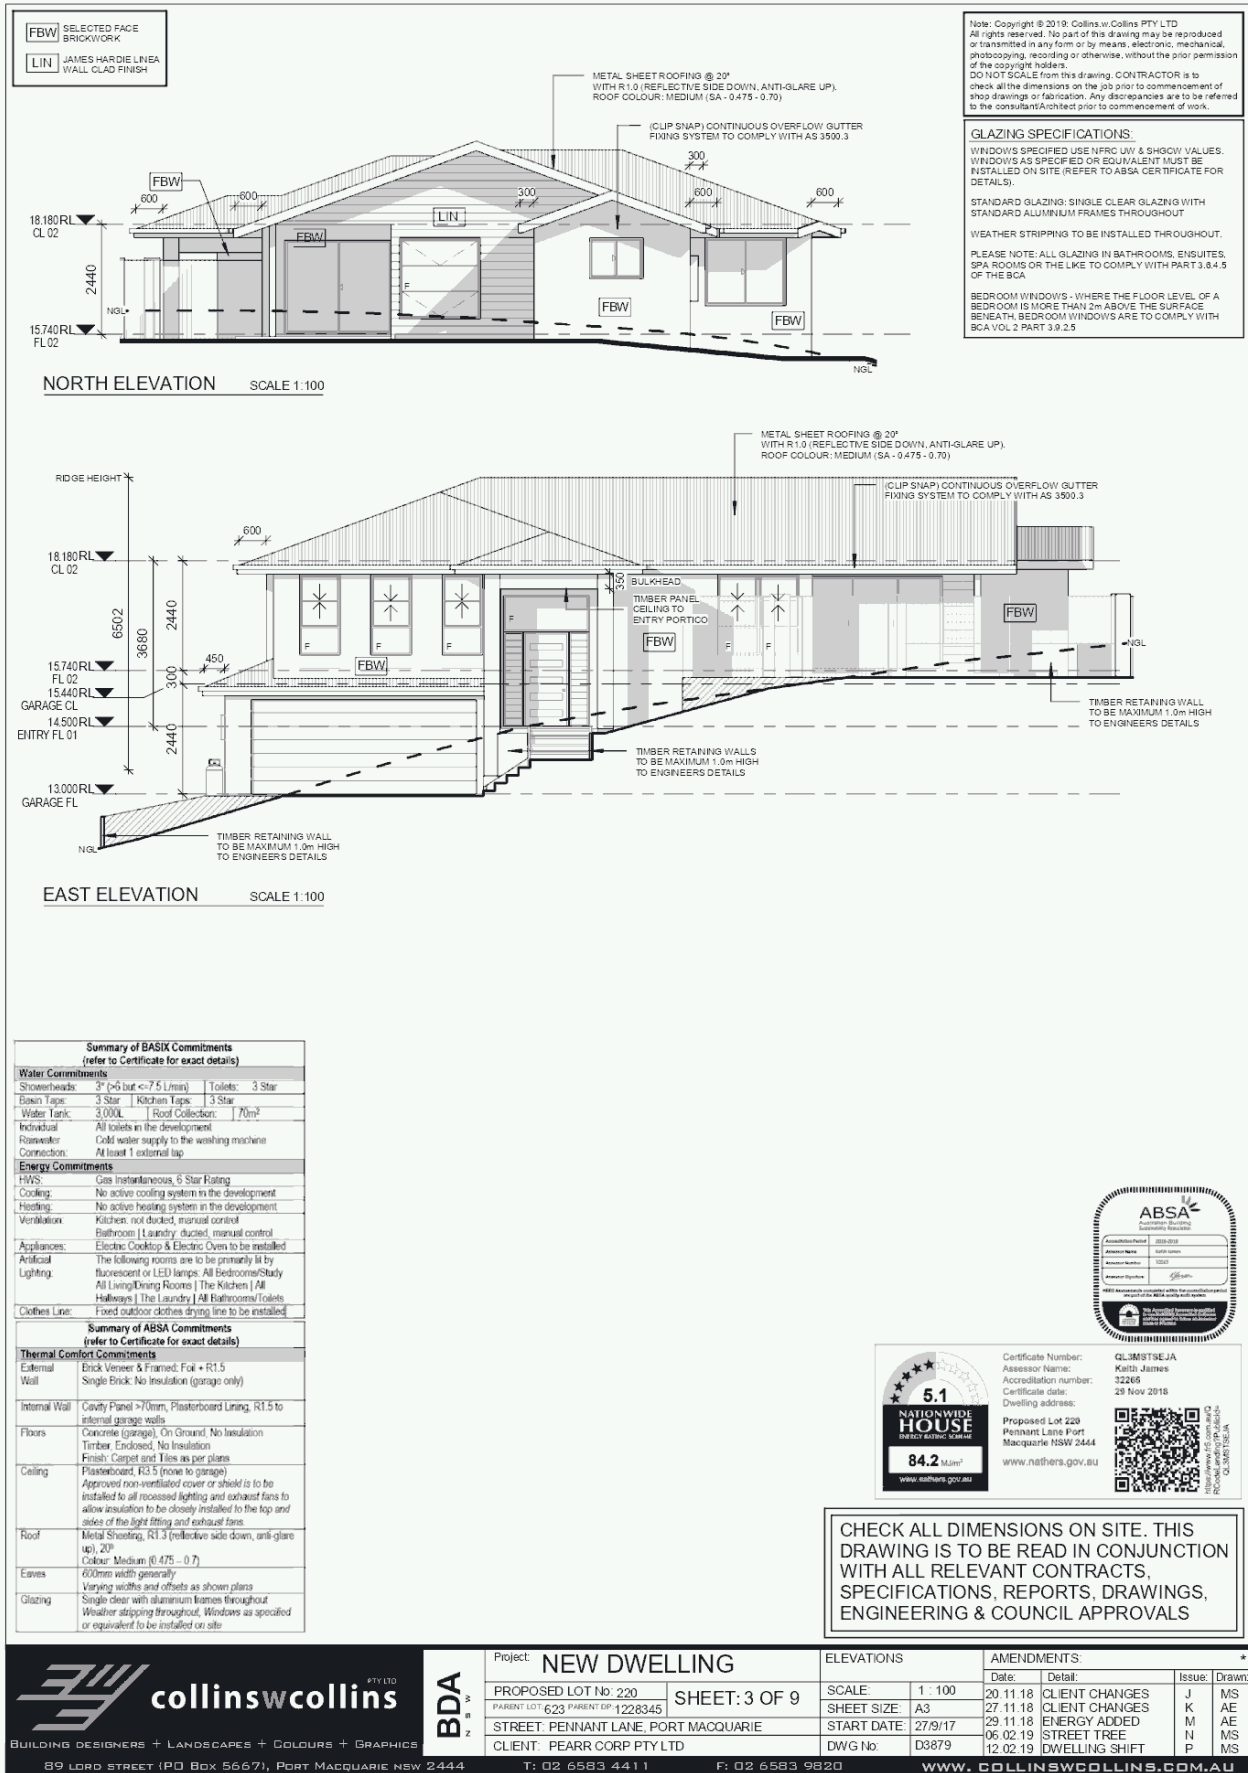 FBW SELECTED FACE
BRICKWORK
LIN JAMES HARDIE LINEA
WALL CLAD FINISH
Note: Copyright © 2019: Collins.w.Collins PTY LTD
All rights reserved. No part of this drawing may be reproduced
or transmitted in any form or by means, electronic, mechanical,
photocopying, recording or otherwise, without the prior permission
of the copyright holders.
DO NOT SCALE from this drawing. CONTRACTOR is to
check all the dimensions on the job prior to commencement of
shop drawings or fabrication. Any discrepancies are to be referred
to the consultant/Architect prior to commencement of work.
GLAZING SPECIFICATIONS:
WINDOWS SPECIFIED USE NFRC UW & SHGCW VALUES.
WINDOWS AS SPECIFIED OR EQUIVALENT MUST BE
INSTALLED ON SITE (REFER TO ABSA CERTIFICATE FOR
DETAILS).
STANDARD GLAZING: SINGLE CLEAR GLAZING WITH
STANDARD ALUMINIUM FRAMES THROUGHOUT
WEATHER STRIPPING TO BE INSTALLED THROUGHOUT.
PLEASE NOTE: ALL GLAZING IN BATHROOMS, ENSUITES,
SPA ROOMS OR THE LIKE TO COMPLY WITH PART 3.6.4.5
OF THE BCA
BEDROOM WINDOWS - WHERE THE FLOOR LEVEL OF A
BEDROOM IS MORE THAN 2m ABOVE THE SURFACE
BENEATH, BEDROOM WINDOWS ARE TO COMPLY WITH
BCA VOL 2 PART 3.9.2.5
METAL SHEET ROOFING @ 20°
WITH R1.0 (REFLECTIVE SIDE DOWN, ANTI-GLARE UP).
ROOF COLOUR: MEDIUM (SA - 0.475 - 0.70)
(CLIP SNAP) CONTINUOUS OVERFLOW GUTTER
FIXING SYSTEM TO COMPLY WITH AS 3500.3
300
FBW
600
600
300
600
600
18.180RL
CL 02
LIN
FBW
2440
F
FBW
FBW
NGL
15.740RL
FL 02
NGL
NORTH ELEVATION SCALE 1:100
METAL SHEET ROOFING @ 20°
WITH R1.0 (REFLECTIVE SIDE DOWN, ANTI-GLARE UP).
ROOF COLOUR: MEDIUM (SA - 0.475 - 0.70)
RIDGE HEIGHT
(CLIP SNAP) CONTINUOUS OVERFLOW GUTTER
FIXING SYSTEM TO COMPLY WITH AS 3500.3
600
18.180RL
CL 02
350
BULKHEAD
TIMBER PANEL
CEILING TO
ENTRY PORTICO
6502
3680
2440
F
F
F
F
F
F
FBW
FBW
FBW
NGL
450
15.740RL
FL 02
300
15.440RL
GARAGE CL
14.500RL
ENTRY FL 01
2440
TIMBER RETAINING WALL
TO BE MAXIMUM 1.0m HIGH
TO ENGINEERS DETAILS
TIMBER RETAINING WALLS
TO BE MAXIMUM 1.0m HIGH
TO ENGINEERS DETAILS
13.000RL
GARAGE FL
TIMBER RETAINING WALL
TO BE MAXIMUM 1.0m HIGH
TO ENGINEERS DETAILS
NGL
EAST ELEVATION SCALE 1:100
Summary of BASIX Commitments
(refer to Certificate for exact details)
Water Commitments
Showerheads: 3* (>6 but <=7.5 L/min) Toilets: 3 Star
Basin Taps: 3 Star Kitchen Taps: 3 Star
Water Tank: 3,000L Roof Collection: 70m²
Individual All toilets in the development
Rainwater Cold water supply to the washing machine
Connection: At least 1 external tap
Energy Commitments
HWS: Gas Instantaneous, 6 Star Rating
Cooling: No active cooling system in the development
Heating: No active heating system in the development
Ventilation: Kitchen: not ducted, manual control
Bathroom | Laundry: ducted, manual control
Appliances: Electric Cooktop & Electric Oven to be installed
Artificial The following rooms are to be primarily lit by
Lighting: fluorescent or LED lamps: All Bedrooms/Study
All Living/Dining Rooms | The Kitchen | All
Hallways | The Laundry | All Bathrooms/Toilets
Clothes Line: Fixed outdoor clothes drying line to be installed
Summary of ABSA Commitments
(refer to Certificate for exact details)
Thermal Comfort Commitments
External Brick Veneer & Framed: Foil + R1.5
Wall Single Brick: No Insulation (garage only)
Internal Wall Cavity Panel >70mm, Plasterboard Lining, R1.5 to
internal garage walls
Floors Concrete (garage), On Ground, No Insulation
Timber, Enclosed, No Insulation
Finish: Carpet and Tiles as per plans
Ceiling Plasterboard, R3.5 (none to garage)
Approved non-ventilated cover or shield is to be
installed to all recessed lighting and exhaust fans to
allow insulation to be closely installed to the top and
sides of the light fitting and exhaust fans.
Roof Metal Sheeting, R1.3 (reflective side down, anti-glare
up), 20°
Colour: Medium (0.475 – 0.7)
Eaves 600mm width generally
Varying widths and offsets as shown plans
Glazing Single clear with aluminium frames throughout
Weather stripping throughout, Windows as specified
or equivalent to be installed on site
ABSA
Australian Building
Sustainability Association
Accreditation Period 2018-2019
Assessor Name Keith James
Assessor Number
Assessor Signature
5.1
NATIONWIDE
HOUSE
ENERGY RATING SCHEME
84.2 MJ/m²
www.nathers.gov.au
Certificate Number: QL3MSTSEJA
Assessor Name: Keith James
Accreditation number: 32265
Certificate date: 29 Nov 2018
Dwelling address:
Proposed Lot 220
Pennant Lane Port
Macquarie NSW 2444
www.nathers.gov.au
CHECK ALL DIMENSIONS ON SITE. THIS
DRAWING IS TO BE READ IN CONJUNCTION
WITH ALL RELEVANT CONTRACTS,
SPECIFICATIONS, REPORTS, DRAWINGS,
ENGINEERING & COUNCIL APPROVALS
collinswcollins PTY LTD
BUILDING DESIGNERS + LANDSCAPES + COLOURS + GRAPHICS
BDA
NSW
Project: NEW DWELLING
PROPOSED LOT No: 220
PARENT LOT: 623 PARENT DP: 1228345
SHEET: 3 OF 9
STREET: PENNANT LANE, PORT MACQUARIE
CLIENT: PEARR CORP PTY LTD
ELEVATIONS
SCALE: 1 : 100
SHEET SIZE: A3
START DATE: 27/9/17
DWG No: D3879
AMENDMENTS: *
Date: Detail: Issue: Drawn:
20.11.18 CLIENT CHANGES J MS
27.11.18 CLIENT CHANGES K AE
29.11.18 ENERGY ADDED M AE
06.02.19 STREET TREE N MS
12.02.19 DWELLING SHIFT P MS
89 LORD STREET (PO BOX 5667), PORT MACQUARIE NSW 2444 T: 02 6583 4411 F: 02 6583 9820 WWW. COLLINSWCOLLINS.COM.AU